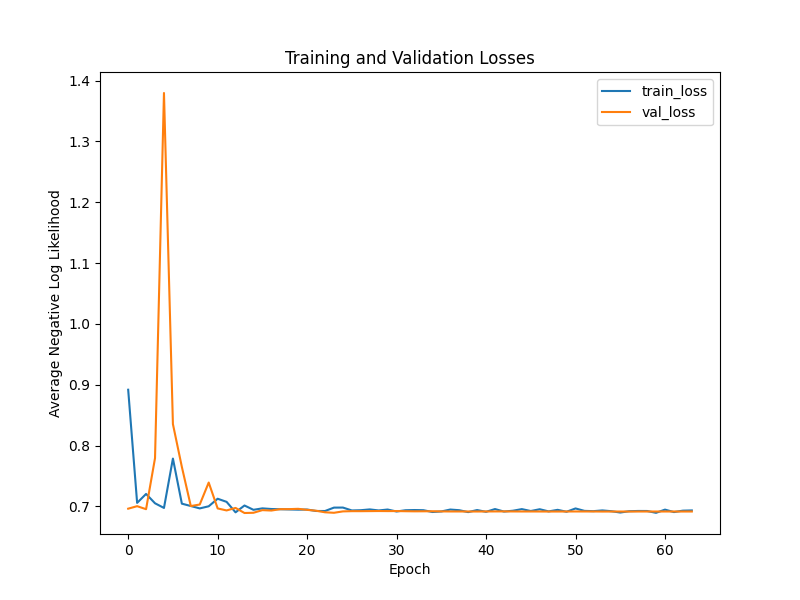 Training and Validation Losses
train_loss
val_loss
Average Negative Log Likelihood
1.4
1.3
1.2
1.1
1.0
0.9
0.8
0.7
0 10 20 30 40 50 60
Epoch